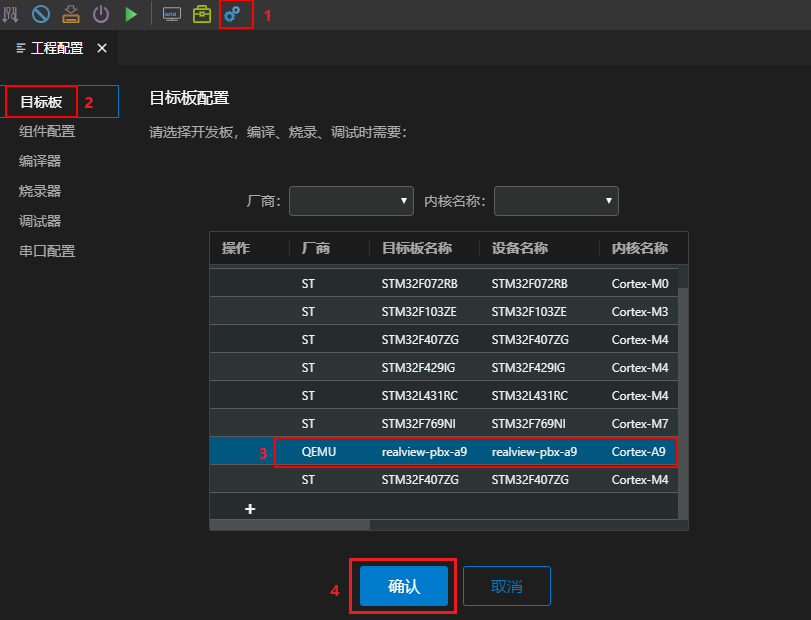 1
工程配置 ×
目标板 2
组件配置
编译器
烧录器
调试器
串口配置
目标板配置
请选择开发板，编译、烧录、调试时需要：
厂商： 内核名称：
操作 厂商 目标板名称 设备名称 内核名称
ST STM32F072RB STM32F072RB Cortex-M0
ST STM32F103ZE STM32F103ZE Cortex-M3
ST STM32F407ZG STM32F407ZG Cortex-M4
ST STM32F429IG STM32F429IG Cortex-M4
ST STM32L431RC STM32L431RC Cortex-M4
ST STM32F769NI STM32F769NI Cortex-M7
3 QEMU realview-pbx-a9 realview-pbx-a9 Cortex-A9
ST STM32F407ZG STM32F407ZG Cortex-M4
+
4 确认 取消